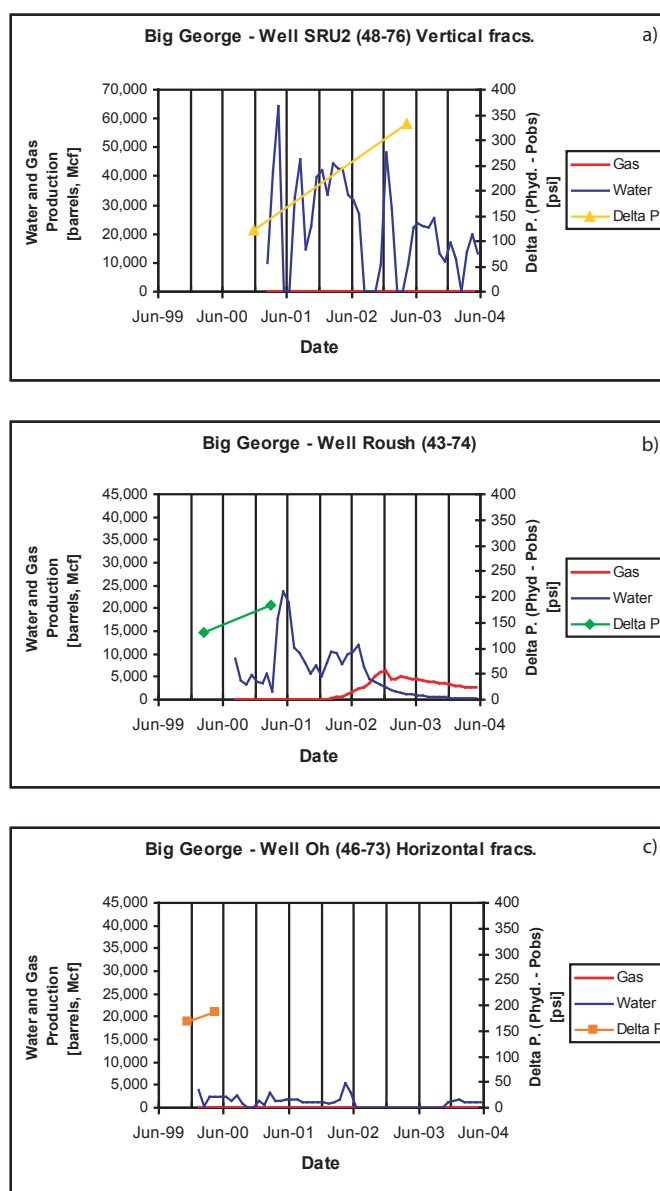 Big George - Well SRU2 (48-76) Vertical fracs.
a)
Water and Gas
Production
[barrels, Mcf]
70,000
60,000
50,000
40,000
30,000
20,000
10,000
0
400
350
300
250
200
150
100
50
0
Delta P. (Phyd. - Pobs)
[psi]
Gas
Water
Delta P.
Jun-99 Jun-00 Jun-01 Jun-02 Jun-03 Jun-04
Date
Big George - Well Roush (43-74)
b)
Water and Gas
Production
[barrels, Mcf]
45,000
40,000
35,000
30,000
25,000
20,000
15,000
10,000
5,000
0
400
350
300
250
200
150
100
50
0
Delta P. (Phyd - Pobs)
[psi]
Gas
Water
Delta P
Jun-99 Jun-00 Jun-01 Jun-02 Jun-03 Jun-04
Date
Big George - Well Oh (46-73) Horizontal fracs.
c)
Water and Gas
Production
[barrels, Mcf]
45,000
40,000
35,000
30,000
25,000
20,000
15,000
10,000
5,000
0
400
350
300
250
200
150
100
50
0
Delta P. (Phyd. - Pobs)
[psi]
Gas
Water
Delta P
Jun-99 Jun-00 Jun-01 Jun-02 Jun-03 Jun-04
Date